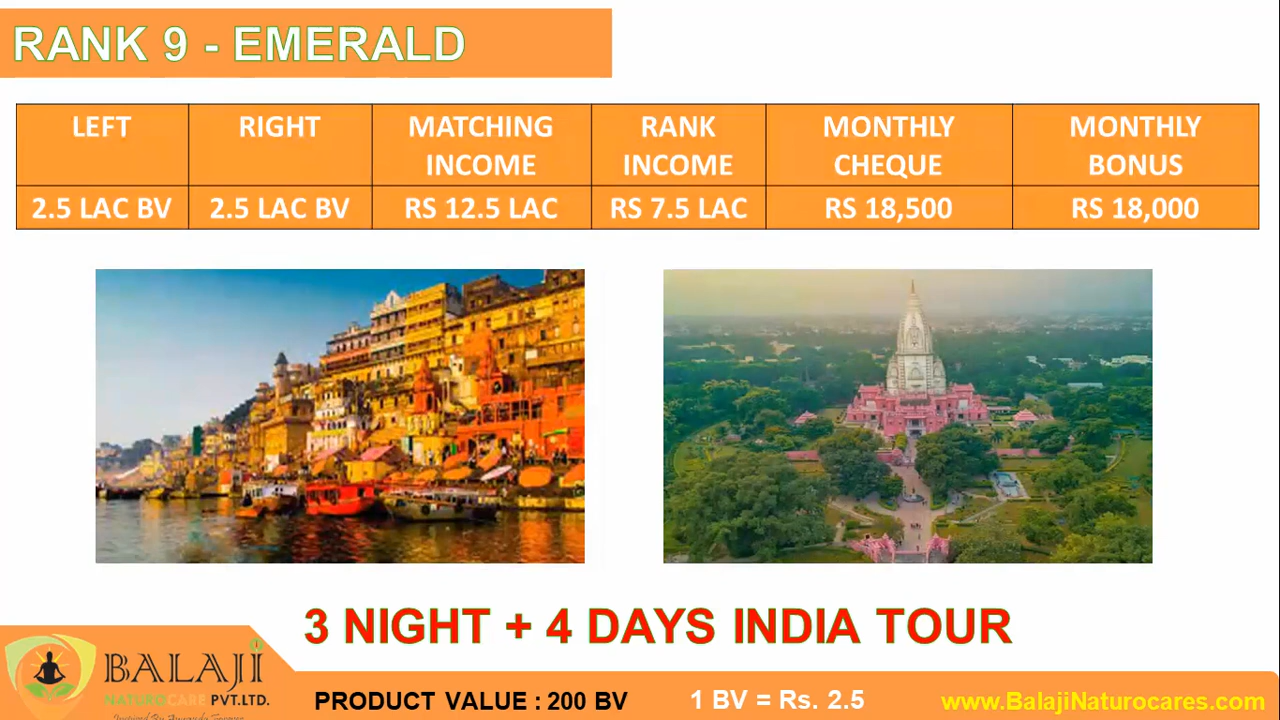 RANK 9 - EMERALD
LEFT RIGHT MATCHING INCOME RANK INCOME MONTHLY CHEQUE MONTHLY BONUS
2.5 LAC BV 2.5 LAC BV RS 12.5 LAC RS 7.5 LAC RS 18,500 RS 18,000
3 NIGHT + 4 DAYS INDIA TOUR
BALAJI
NATUROCARE PVT.LTD.
PRODUCT VALUE : 200 BV 1 BV = Rs. 2.5 www.BalajiNaturocares.com